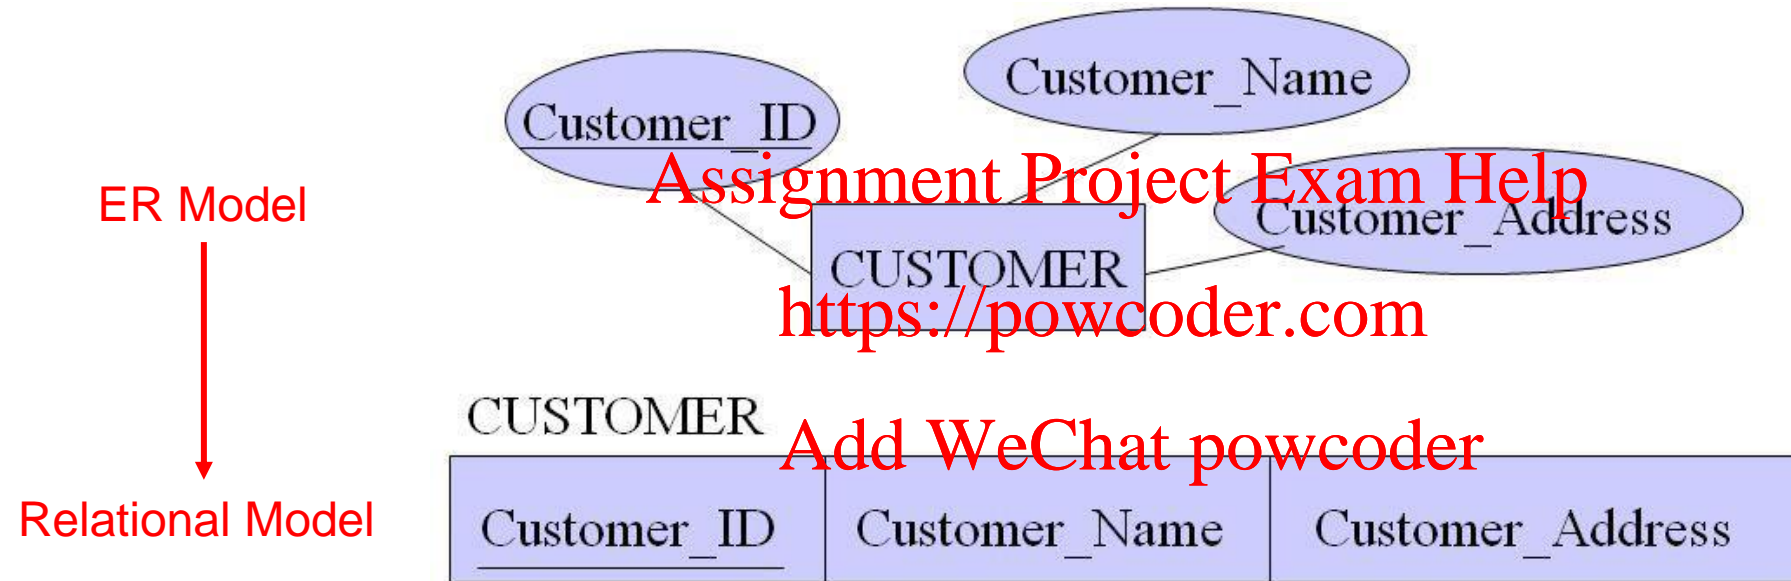 Customer_Name
Customer_ID
Assignment Project Exam Help
ER Model
Customer_Address
CUSTOMER
https://powcoder.com
CUSTOMER
Add WeChat powcoder
Relational Model
Customer_ID
Customer_Name
Customer_Address